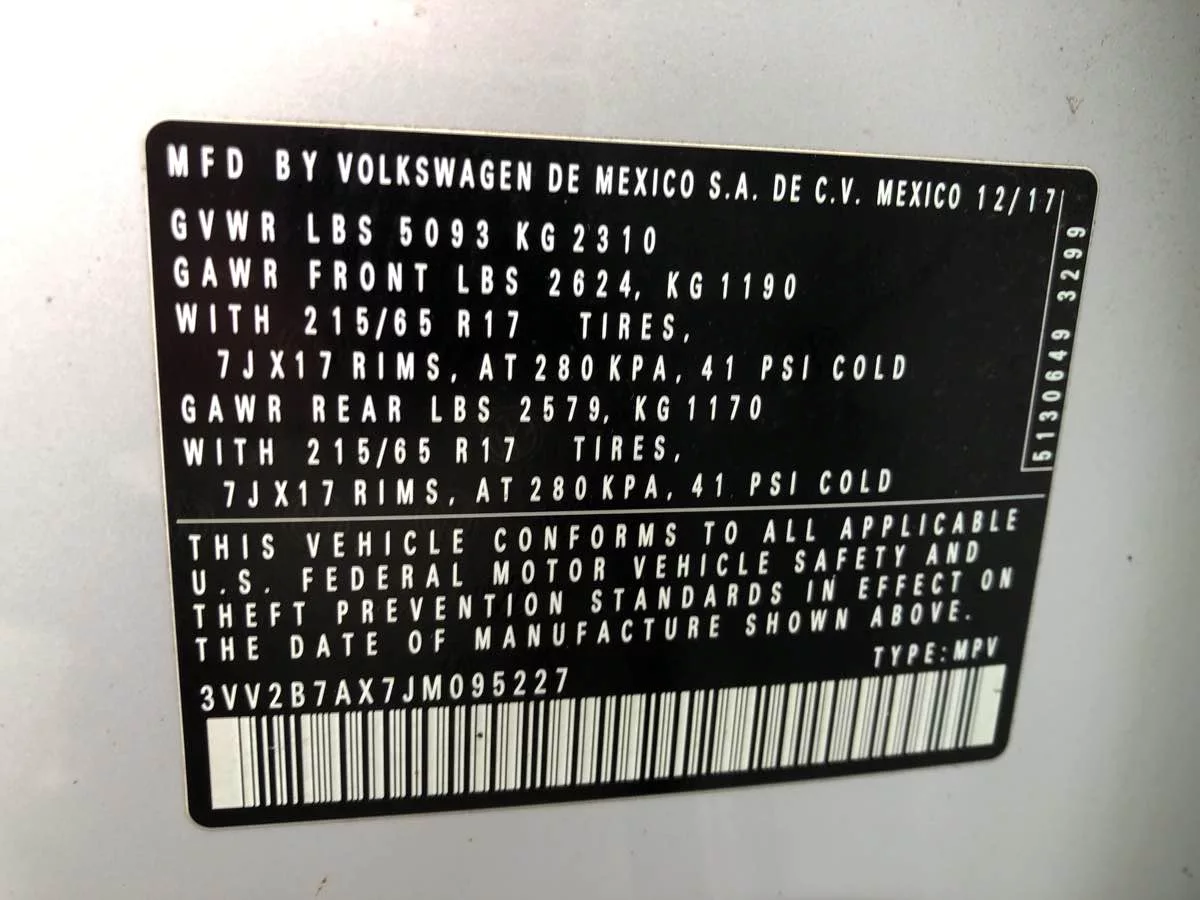 MFD BY VOLKSWAGEN DE MEXICO S.A. DE C.V. MEXICO 12/17
GVWR LBS 5093 KG 2310
GAWR FRONT LBS 2624, KG 1190
WITH 215/65 R17 TIRES,
7JX17 RIMS, AT 280 KPA, 41 PSI COLD
GAWR REAR LBS 2579, KG 1170
WITH 215/65 R17 TIRES,
7JX17 RIMS, AT 280 KPA, 41 PSI COLD
5130649 3299
THIS VEHICLE CONFORMS TO ALL APPLICABLE
U.S. FEDERAL MOTOR VEHICLE SAFETY AND
THEFT PREVENTION STANDARDS IN EFFECT ON
THE DATE OF MANUFACTURE SHOWN ABOVE.
TYPE:MPV
3VV2B7AX7JM095227